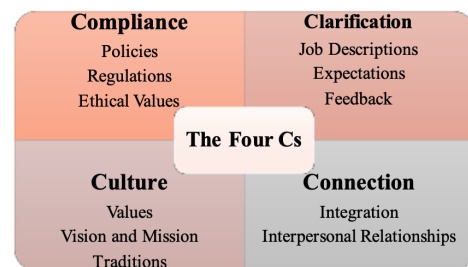 Compliance
Policies
Regulations
Ethical Values
Clarification
Job Descriptions
Expectations
Feedback
The Four Cs
Culture
Values
Vision and Mission
Traditions
Connection
Integration
Interpersonal Relationships